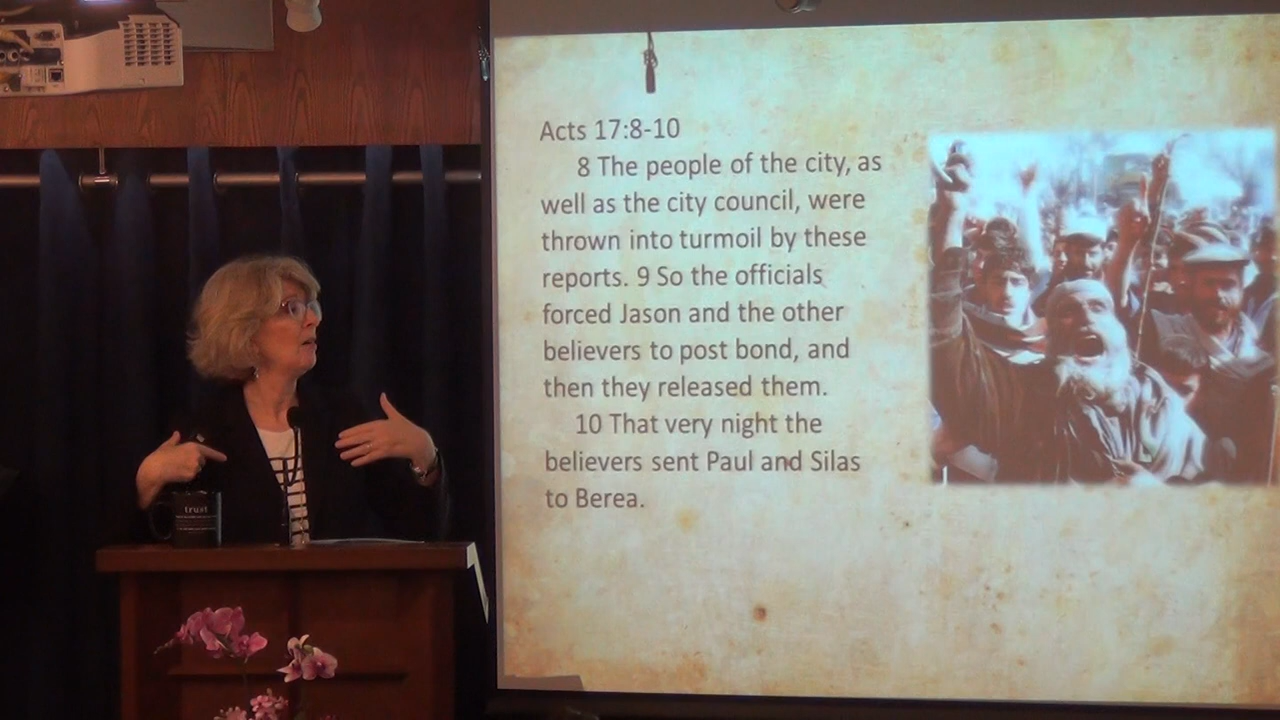 Acts 17:8-10
8 The people of the city, as
well as the city council, were
thrown into turmoil by these
reports. 9 So the officials
forced Jason and the other
believers to post bond, and
then they released them.
10 That very night the
believers sent Paul and Silas
to Berea.
trust